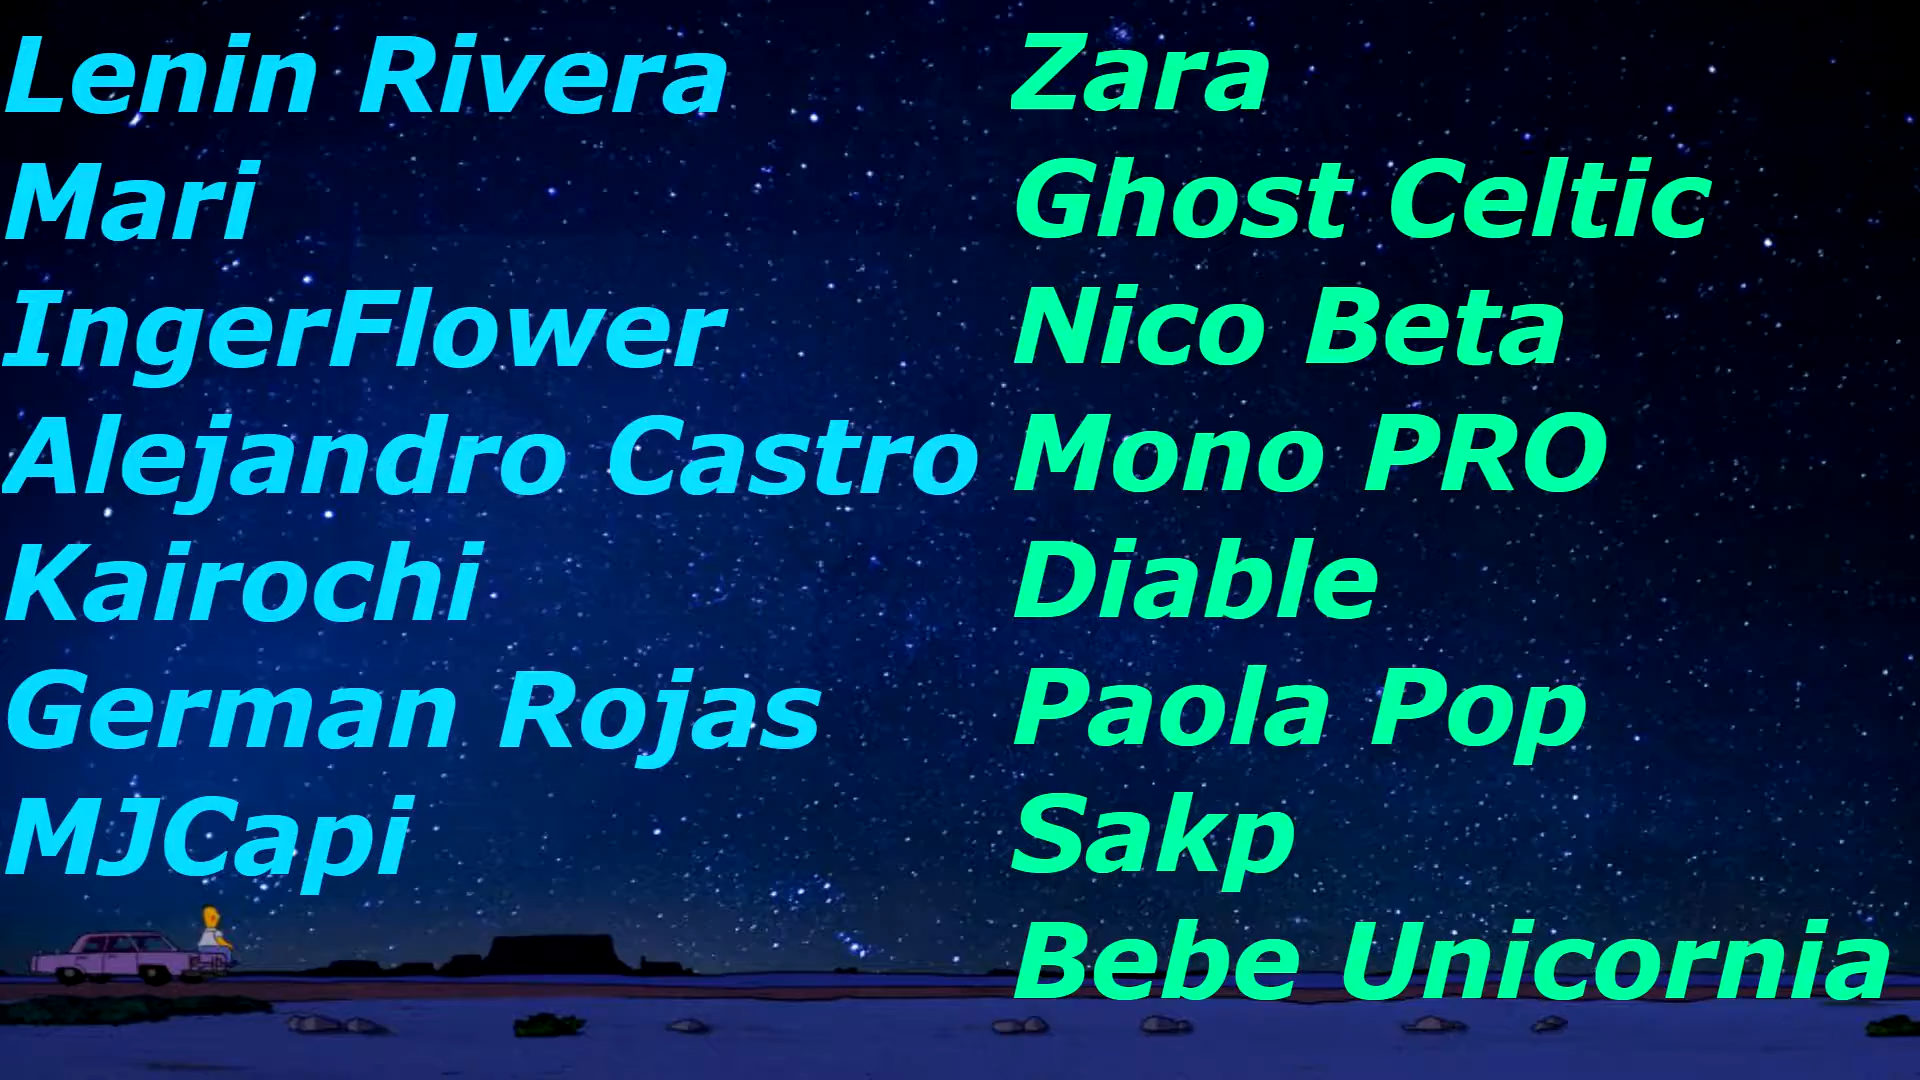 Lenin Rivera
Mari
IngerFlower
Alejandro Castro
Kairochi
German Rojas
MJCapi
Zara
Ghost Celtic
Nico Beta
Mono PRO
Diable
Paola Pop
Sakp
Bebe Unicornia